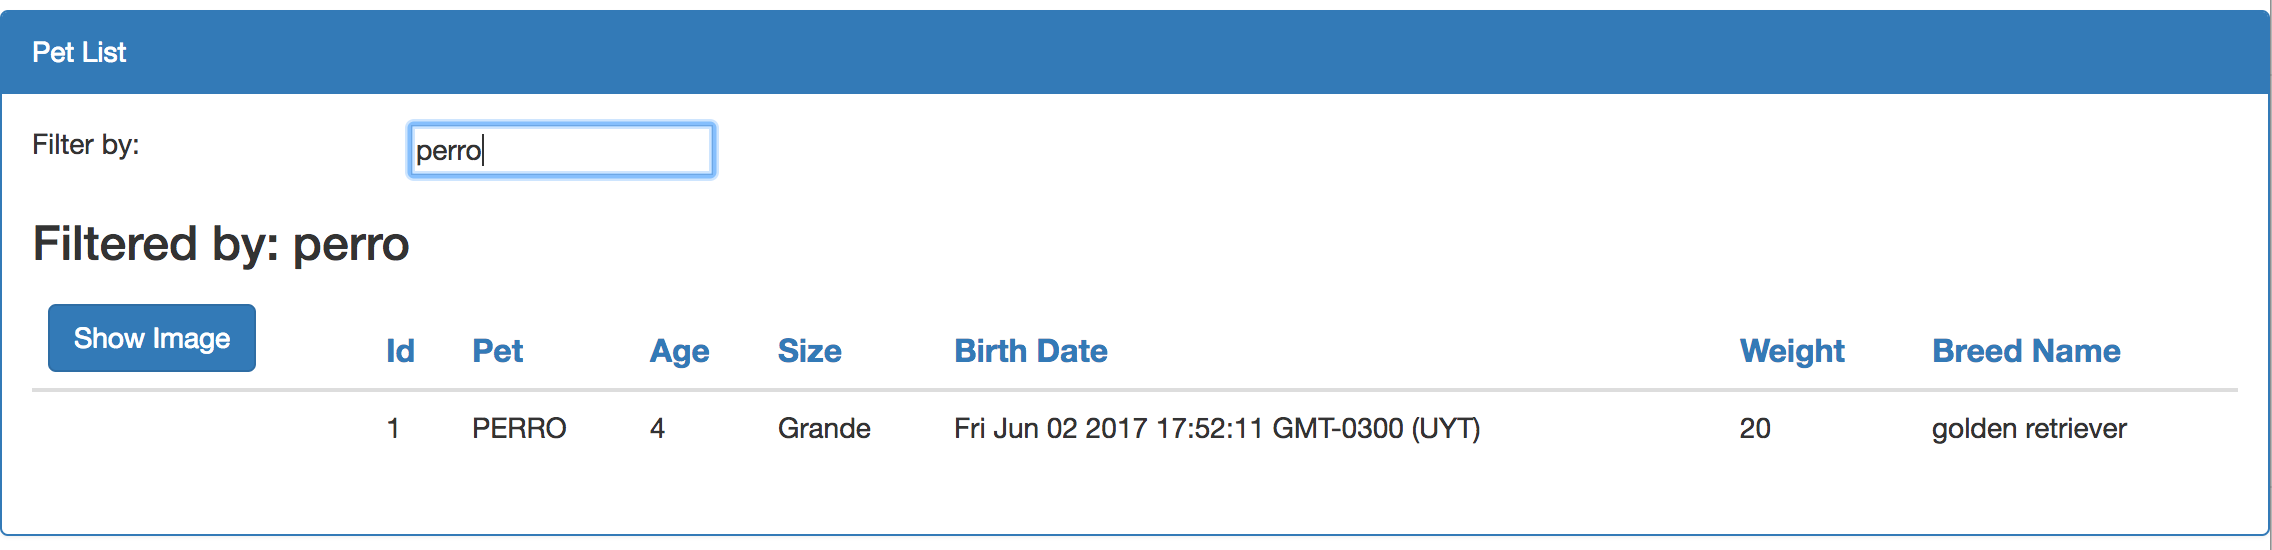 Pet List
Filter by: perro
Filtered by: perro
Show Image Id Pet Age Size Birth Date Weight Breed Name
1 PERRO 4 Grande Fri Jun 02 2017 17:52:11 GMT-0300 (UYT) 20 golden retriever